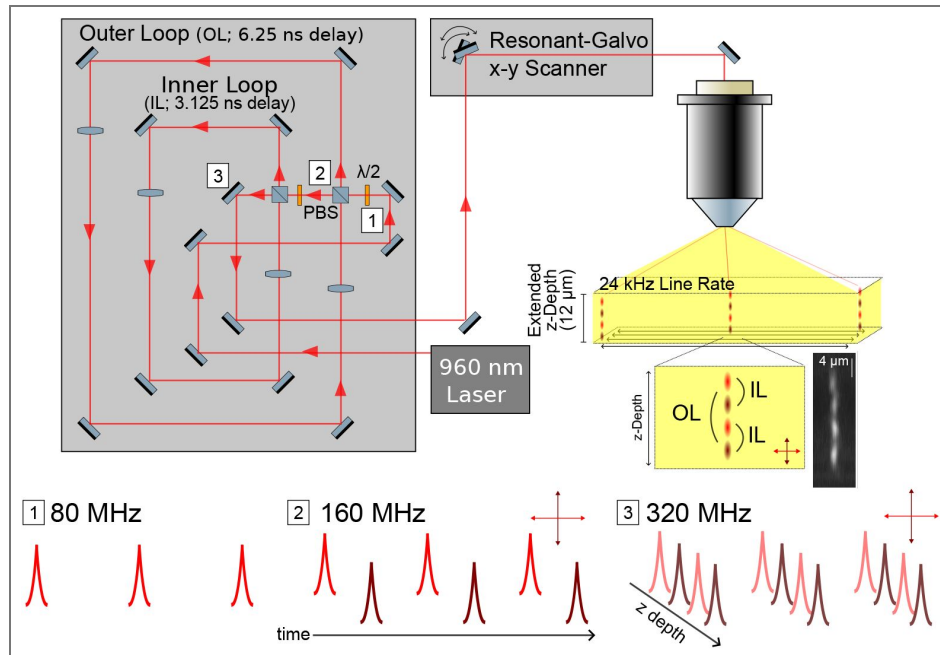 Outer Loop (OL; 6.25 ns delay)
Inner Loop
(IL; 3.125 ns delay)
3
2
λ/2
PBS
1
960 nm
Laser
Resonant-Galvo
x-y Scanner
24 kHz Line Rate
Extended
z-Depth
(12 μm)
z-Depth
OL
IL
IL
4 μm
1 80 MHz
2 160 MHz
3 320 MHz
time
z depth